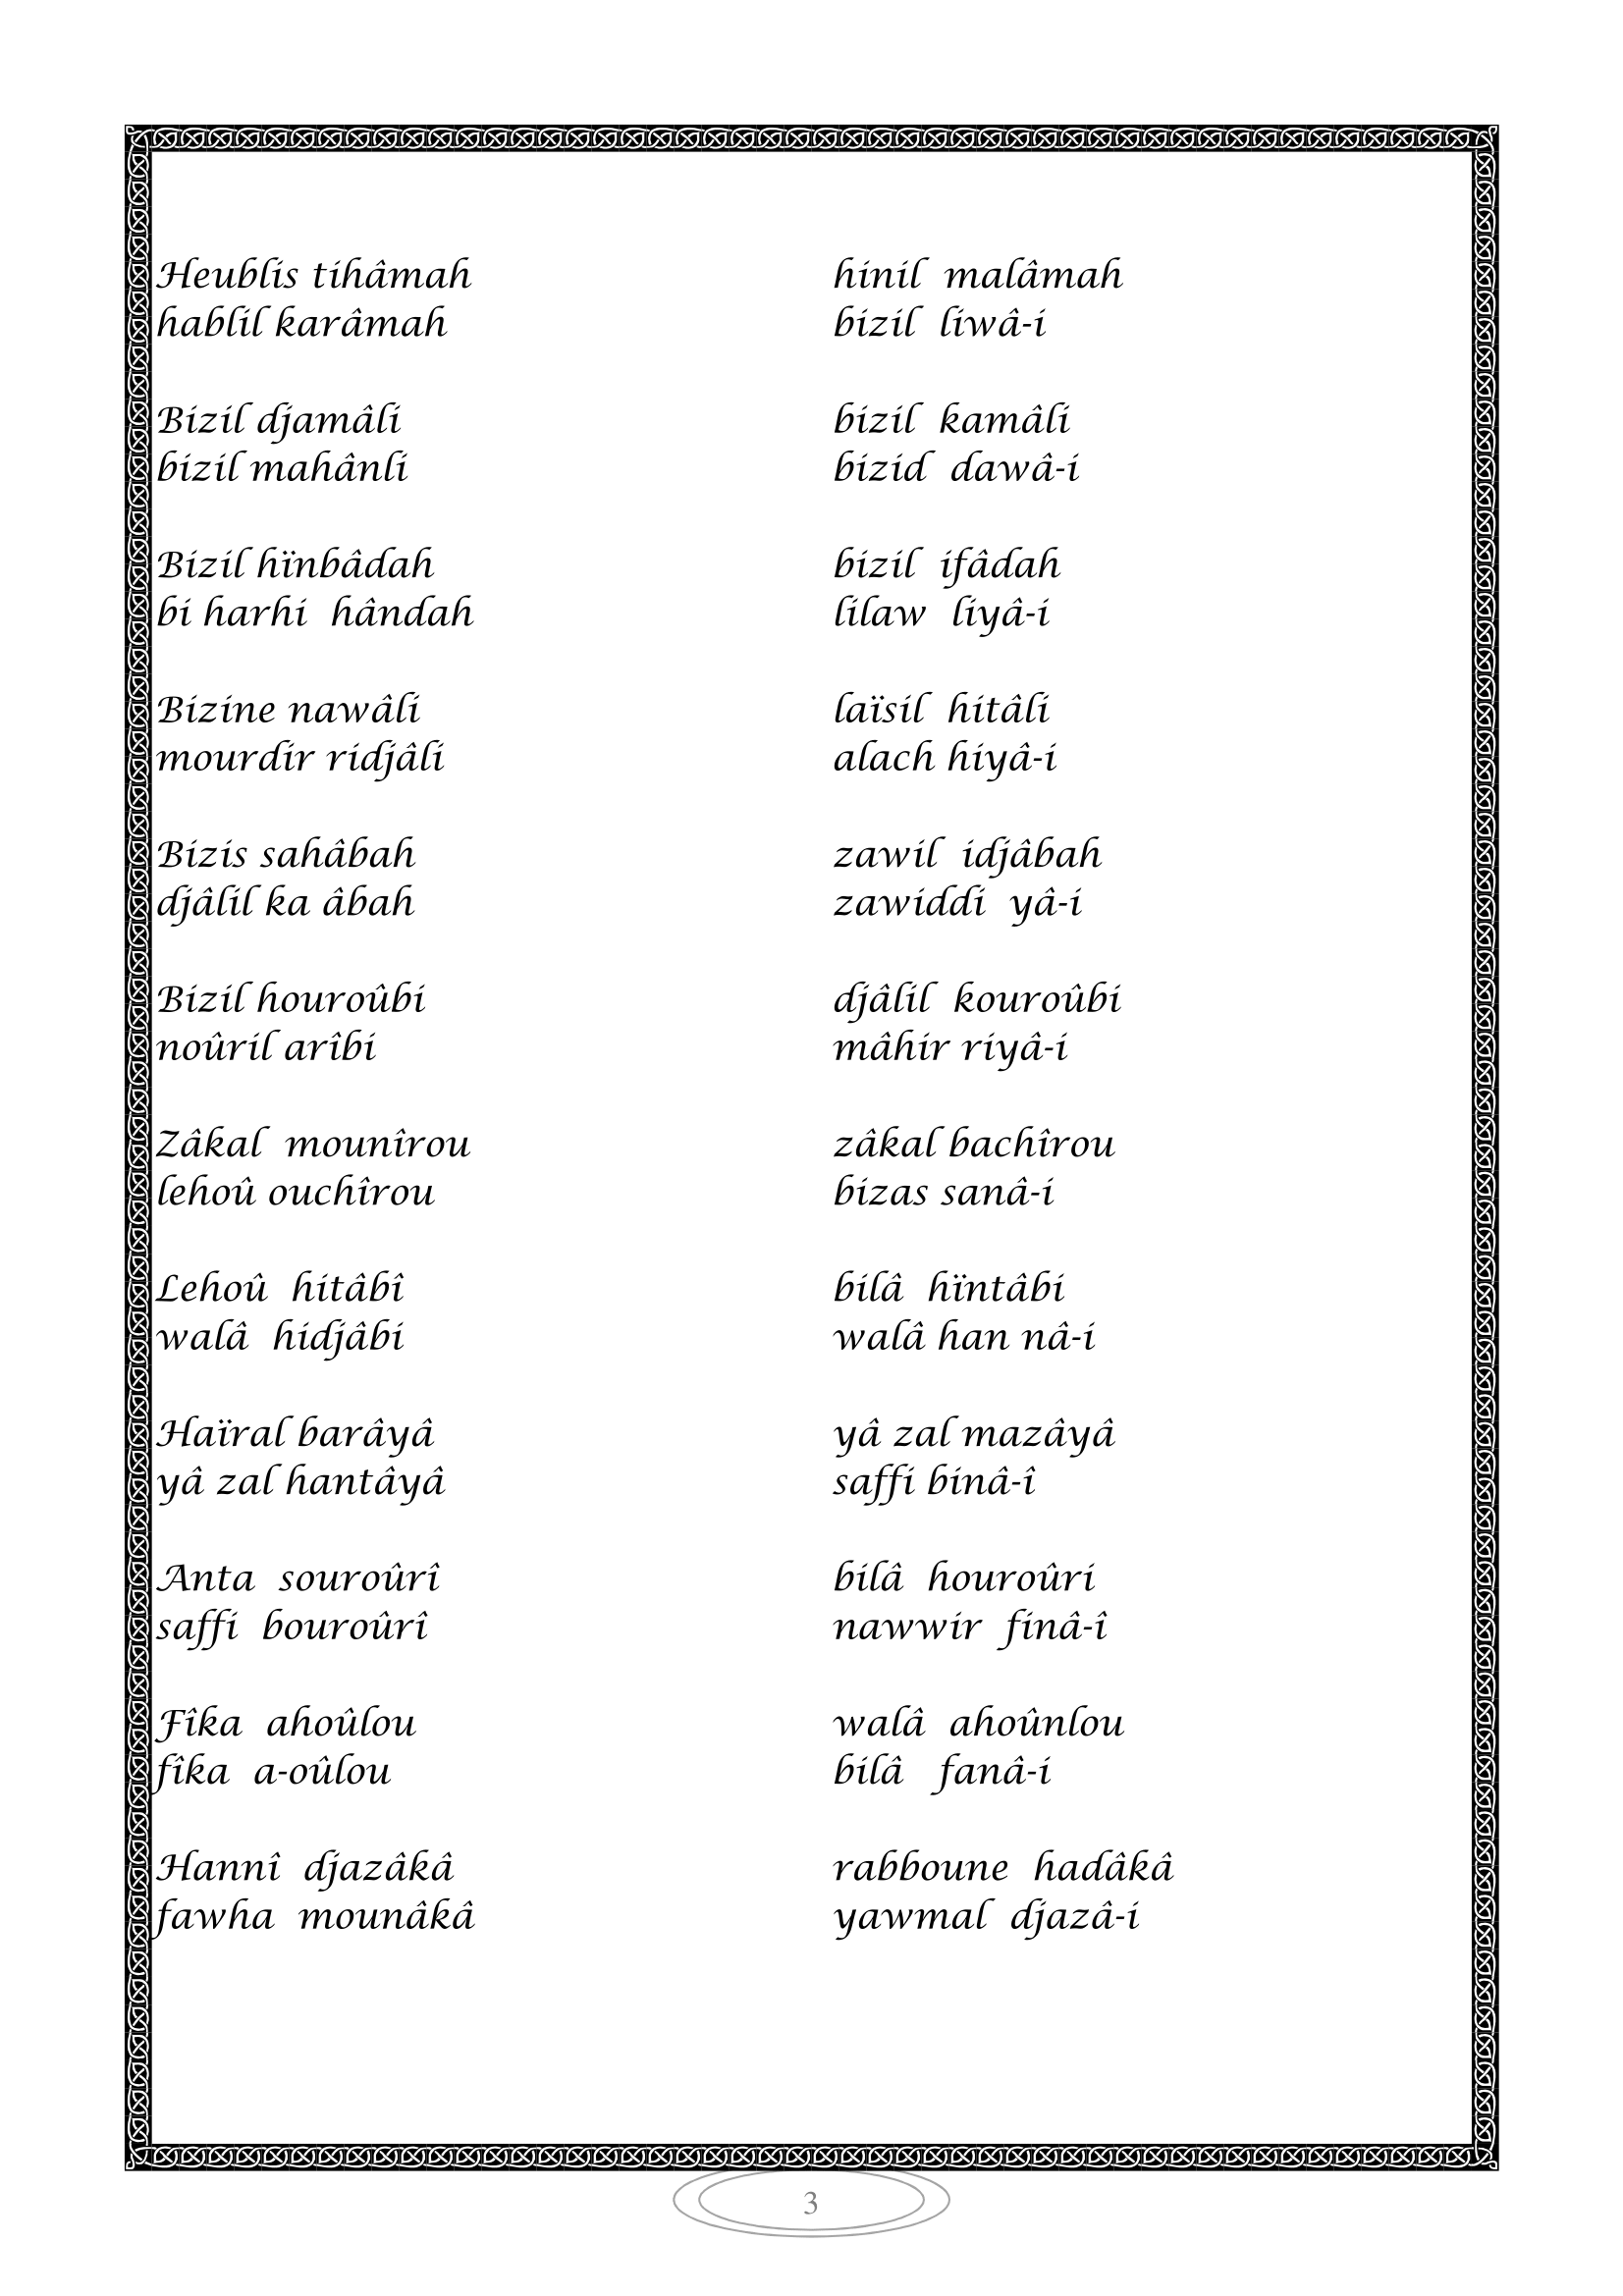 Heublis tihâmah hinil malâmah
hablil karâmah bizil liwâ-i
Bizil djamâli bizil kamâli
bizil mahânli bizid dawâ-i
Bizil hïnbâdah bizil ifâdah
bi harhi hândah lilaw liyâ-i
Bizine nawâli laïsil hitâli
mourdir ridjâli alach hiyâ-i
Bizis sahâbah zawil idjâbah
djâlil ka âbah zawiddi yâ-i
Bizil houroûbi djâlil kouroûbi
noûril arîbi mâhir riyâ-i
Zâkal mounîrou zâkal bachîrou
lehoû ouchîrou bizas sanâ-i
Lehoû hitâbî bilâ hïntâbi
walâ hidjâbi walâ han nâ-i
Haïral barâyâ yâ zal mazâyâ
yâ zal hantâyâ saffi binâ-î
Anta souroûrî bilâ houroûri
saffi bouroûrî nawwir finâ-î
Fîka ahoûlou walâ ahoûnlou
fîka a-oûlou bilâ fanâ-i
Hannî djazâkâ rabboune hadâkâ
fawha mounâkâ yawmal djazâ-i
3